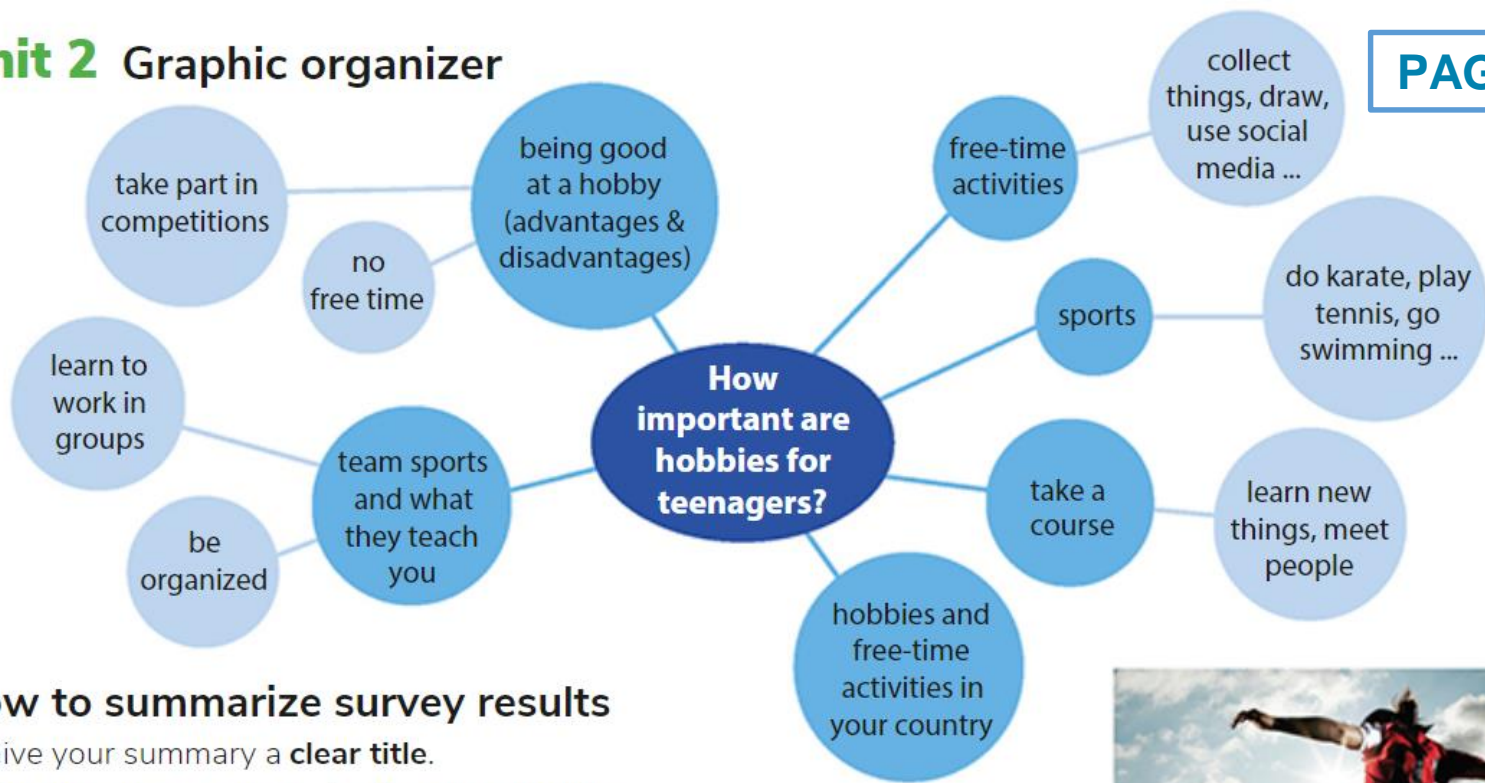 2 Graphic organizer
being good
at a hobby
(advantages &
disadvantages)
take part in
competitions
no
free time
free-time
activities
collect
things, draw,
use social
media ...
sports
do karate, play
tennis, go
swimming ...
How
important are
hobbies for
teenagers?
team sports
and what
they teach
you
learn to
work in
groups
be
organized
take a
course
learn new
things, meet
people
hobbies and
free-time
activities in
your country
to summarize survey results
your summary a clear title.